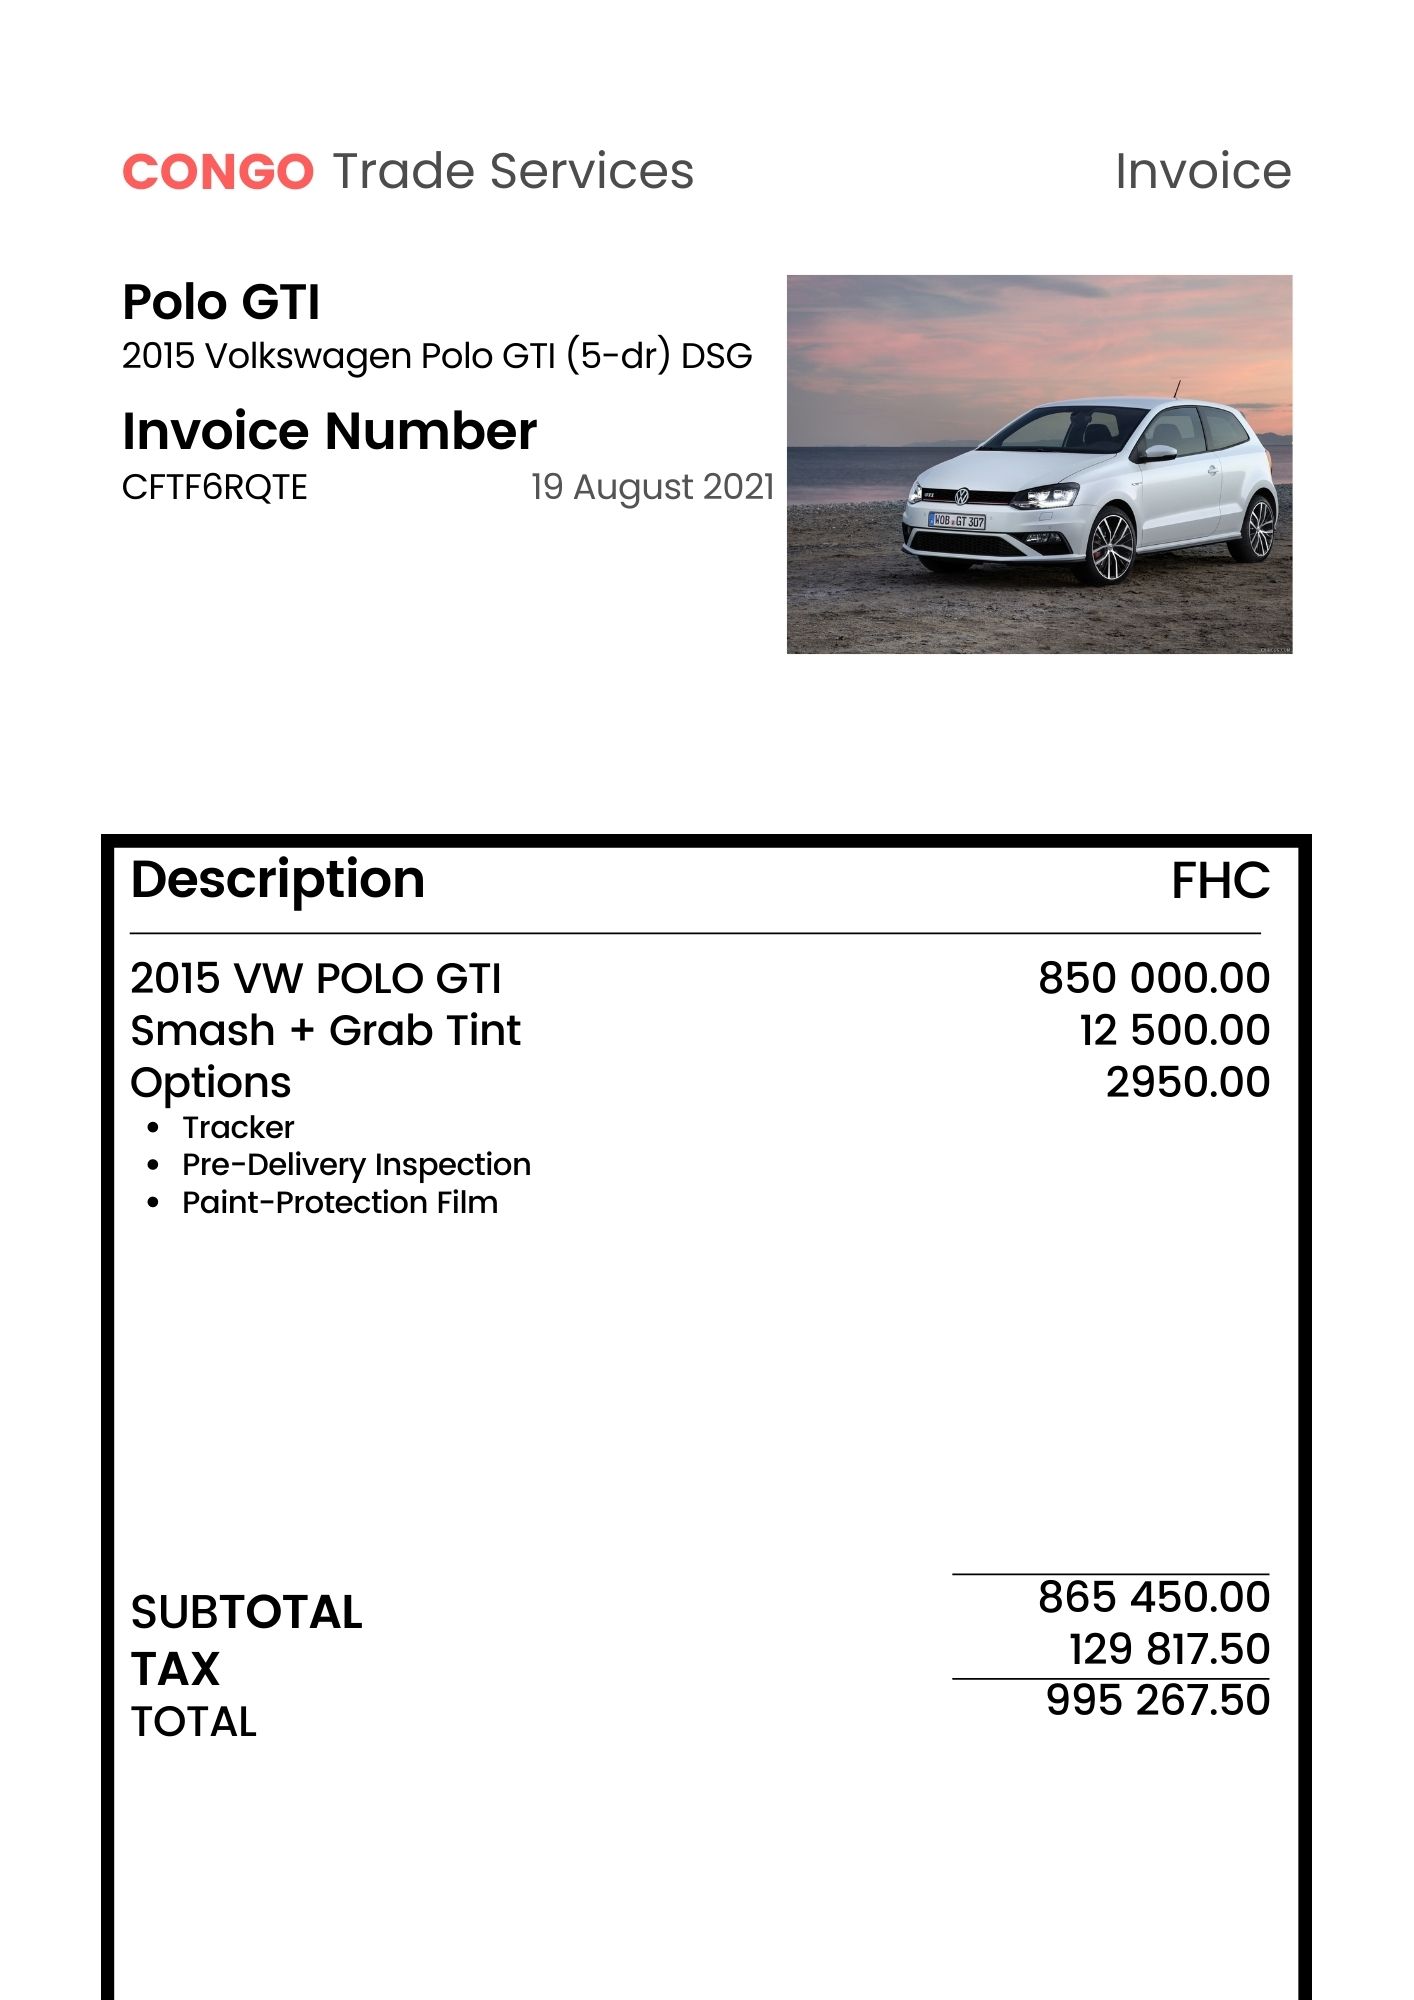 CONGO Trade Services Invoice
Polo GTI
2015 Volkswagen Polo GTI (5-dr) DSG
Invoice Number
CFTF6RQTE 19 August 2021
WOB GT 307
Description FHC
2015 VW POLO GTI 850 000.00
Smash + Grab Tint 12 500.00
Options 2950.00
• Tracker
• Pre-Delivery Inspection
• Paint-Protection Film
SUBTOTAL 865 450.00
TAX 129 817.50
TOTAL 995 267.50